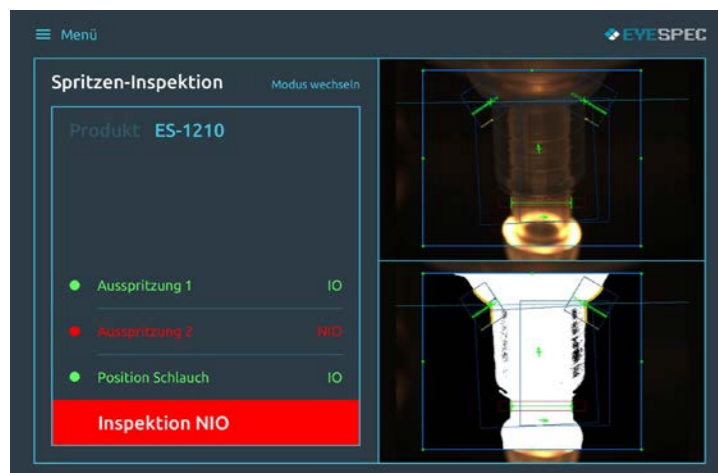 Menü
EYESPEC
Spritzen-Inspektion Modus wechseln
Produkt ES-1210
Ausspritzung 1 IO
Ausspritzung 2 NIO
Position Schlauch IO
Inspektion NIO